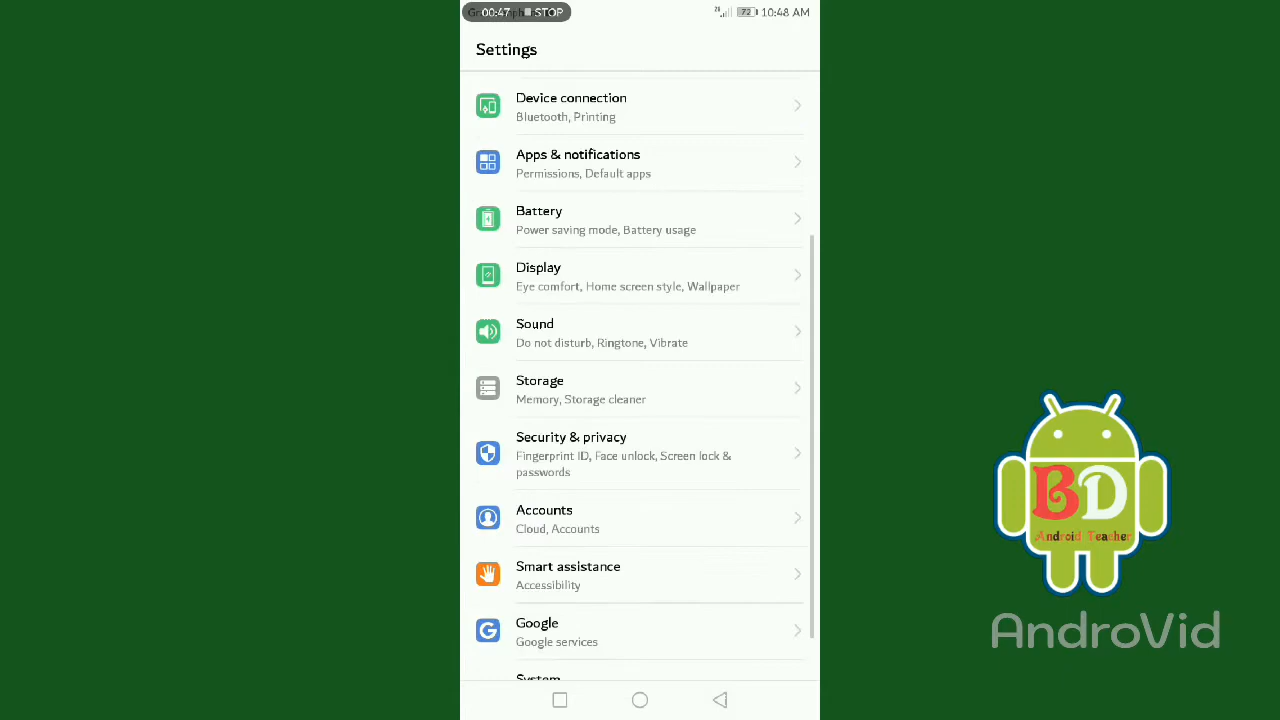 00:47 STOP
72 10:48 AM
Settings
Device connection
Bluetooth, Printing
Apps & notifications
Permissions, Default apps
Battery
Power saving mode, Battery usage
Display
Eye comfort, Home screen style, Wallpaper
Sound
Do not disturb, Ringtone, Vibrate
Storage
Memory, Storage cleaner
Security & privacy
Fingerprint ID, Face unlock, Screen lock &
passwords
Accounts
Cloud, Accounts
Smart assistance
Accessibility
Google
Google services
System
BD
Android Teacher
AndroVid